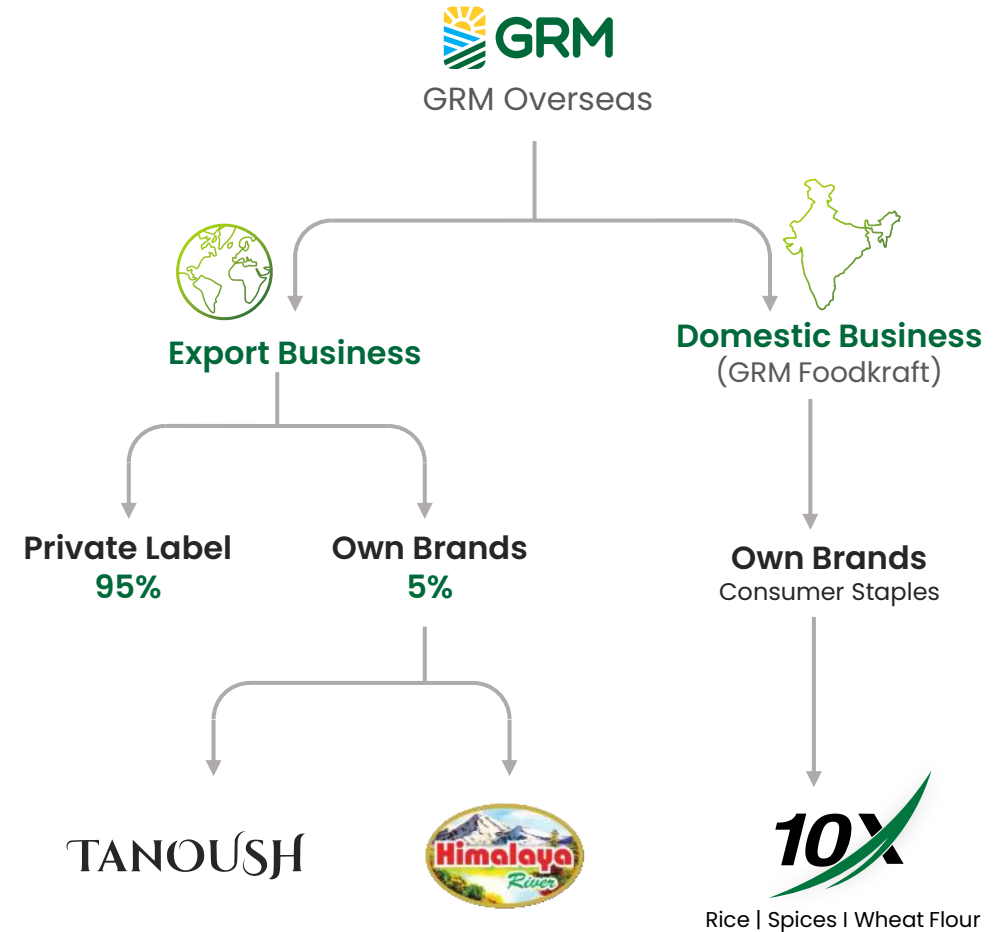 GRM
GRM Overseas
Export Business
Domestic Business
(GRM Foodkraft)
Private Label
95%
Own Brands
5%
Own Brands
Consumer Staples
TANOUSH
Himalaya
River
10X
Rice | Spices I Wheat Flour